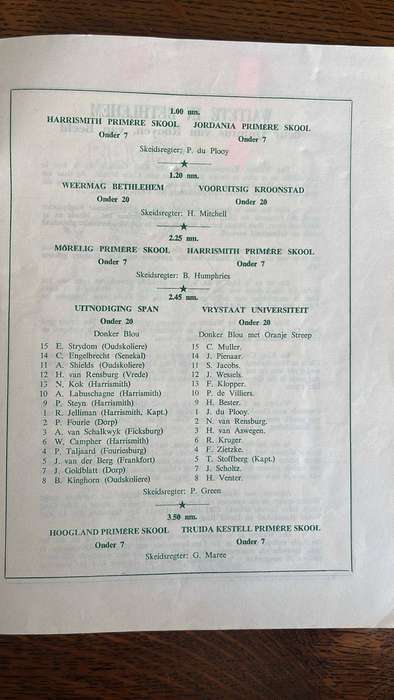 1.00 nm.
HARRISMITH PRIMÊRE SKOOL JORDANIA PRIMÊRE SKOOL
Onder 7 Onder 7
Skeidsregter: P. du Plooy
1.20 nm.
WEERMAG BETHLEHEM VOORUITSIG KROONSTAD
Onder 20 Onder 20
Skeidsregter: H. Mitchell
2.25 nm.
MÔRELIG PRIMÊRE SKOOL HARRISMITH PRIMÊRE SKOOL
Onder 7 Onder 7
Skeidsregter: B. Humphries
2.45 nm.
UITNODIGING SPAN VRYSTAAT UNIVERSITEIT
Onder 20 Onder 20
Donker Blou Donker Blou met Oranje Streep
15 E. Strydom (Oudskoliere) 15 C. Muller.
14 C. Engelbrecht (Senekal) 14 J. Pienaar.
11 A. Shields (Oudskoliere) 11 S. Jacobs.
12 H. van Rensburg (Vrede) 12 J. Wessels.
13 N. Kok (Harrismith) 13 F. Klopper.
10 A. Labuschagne (Harrismith) 10 P. de Villiers.
9 P. Steyn (Harrismith) 9 H. Bester.
1 R. Jelliman (Harrismith, Kapt.) 1 J. du Plooy.
2 P. Fourie (Dorp) 2 N. van Rensburg.
3 A. van Schalkwyk (Ficksburg) 3 H. van Aswegen.
6 W. Campher (Harrismith) 6 R. Kruger.
4 P. Taljaard (Fouriesburg) 4 F. Zietzke.
5 J. van der Berg (Frankfort) 5 T. Stoffberg (Kapt.)
7 J. Goldblatt (Dorp) 7 J. Scholtz.
8 B. Kinghorn (Oudskoliere) 8 H. Venter.
Skeidsregter: P. Green
3.50 nm.
HOOGLAND PRIMÊRE SKOOL TRUIDA KESTELL PRIMÊRE SKOOL
Onder 7 Onder 7
Skeidsregter: G. Maree